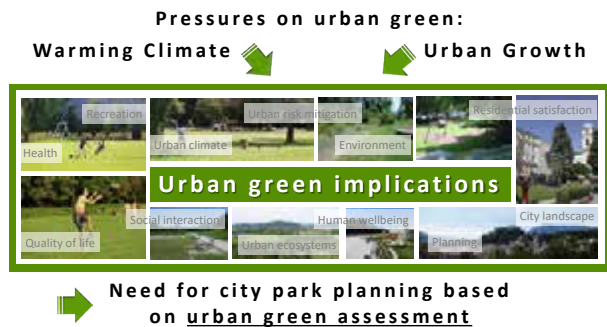 Pressures on urban green:
Warming Climate Urban Growth
Recreation Urban risk mitigation Residential satisfaction
Health Urban climate Environment
Urban green implications
Social interaction Human wellbeing City landscape
Quality of life Urban ecosystems Planning
Need for city park planning based
on urban green assessment